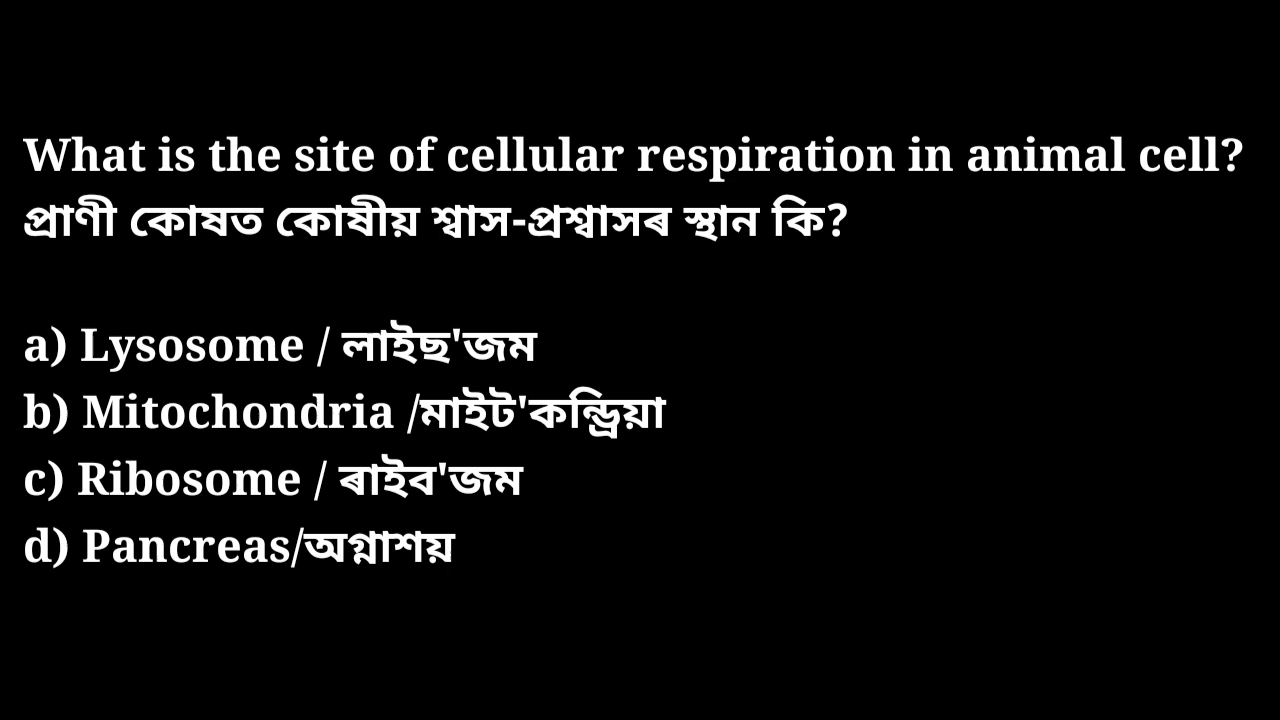 What is the site of cellular respiration in animal cell?
প্ৰাণী কোষত কোষীয় শ্বাস-প্ৰশ্বাসৰ স্থান কি?
a) Lysosome / লাইছ'জম
b) Mitochondria /মাইট'কন্ড্ৰিয়া
c) Ribosome / ৰাইব'জম
d) Pancreas/অগ্নাশয়